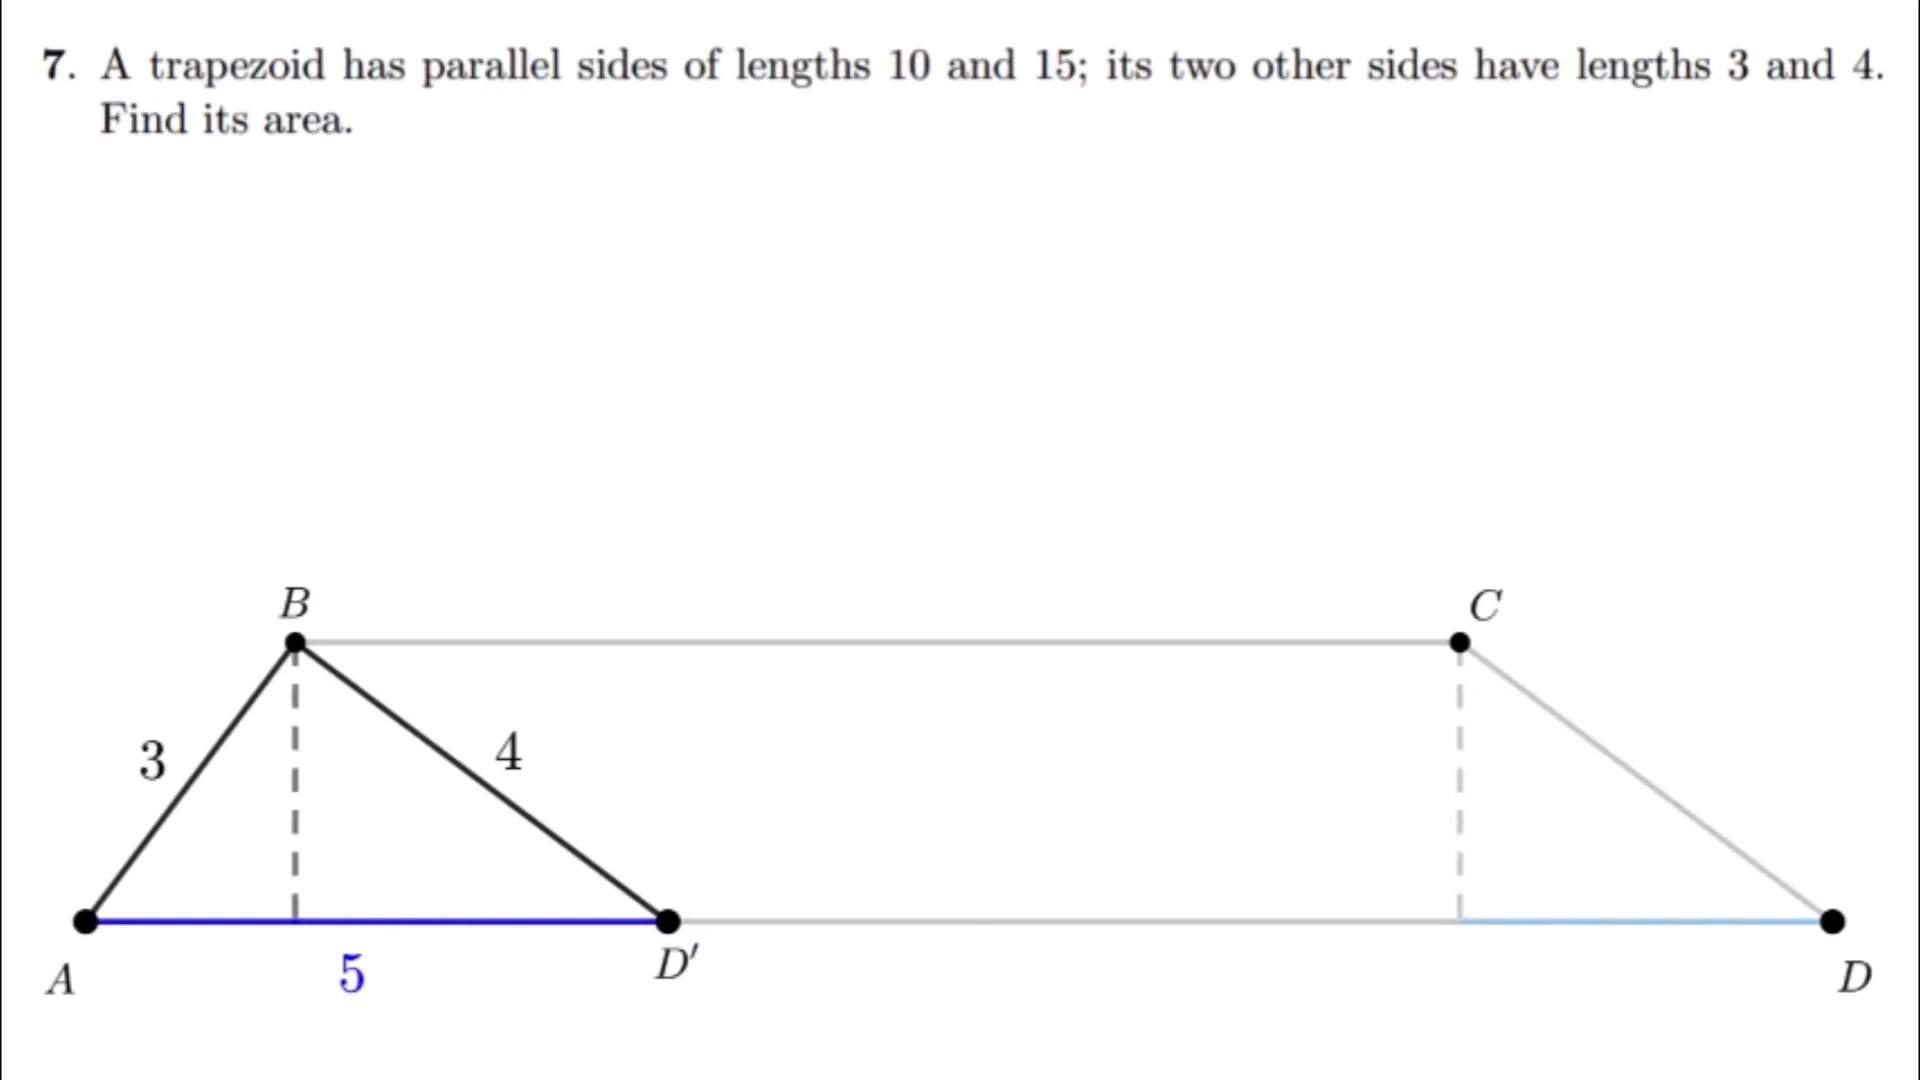 7. A trapezoid has parallel sides of lengths 10 and 15; its two other sides have lengths 3 and 4.
Find its area.
B
C
3
4
A
5
D′
D